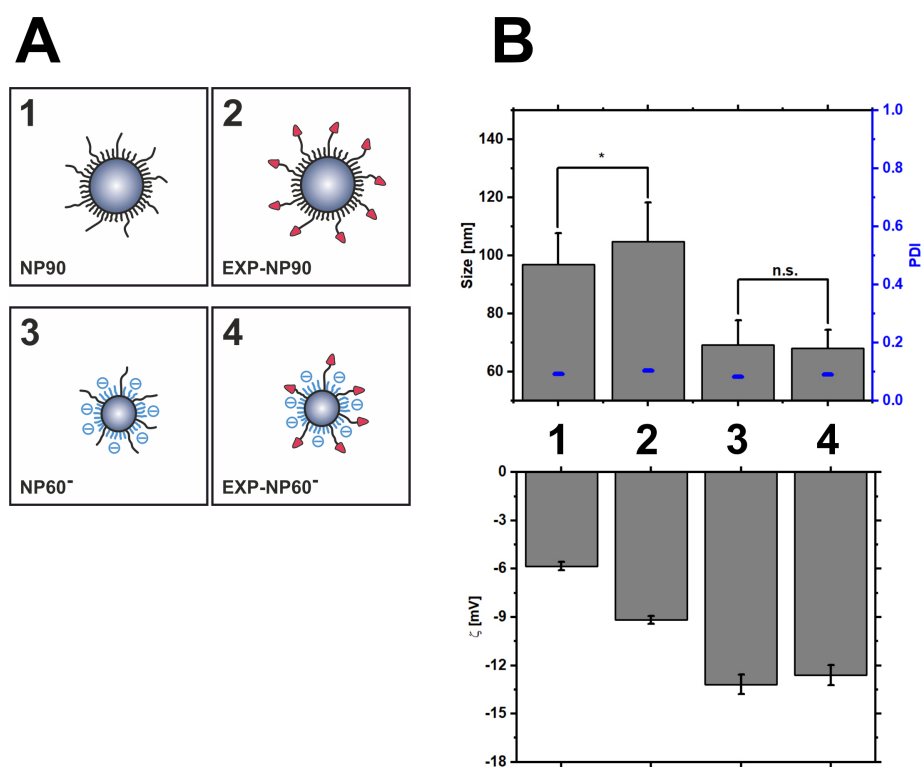 A
1
NP90
2
EXP-NP90
3
NP60⁻
4
EXP-NP60⁻
B
140
120
100
80
60
Size [nm]
*
n.s.
1.0
0.8
0.6
0.4
0.2
0.0
PDI
1 2 3 4
0
-3
-6
-9
-12
-15
-18
ζ [mV]